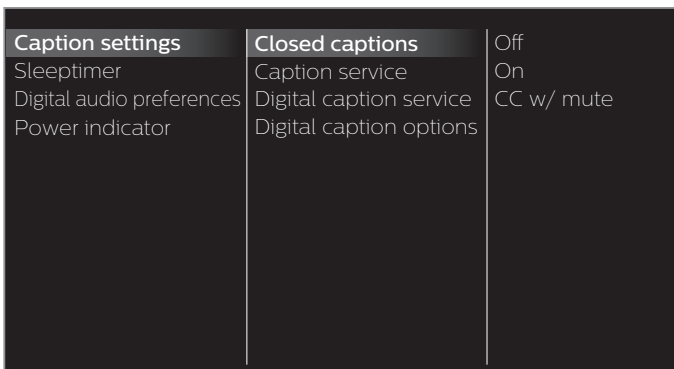 Caption settings
Sleeptimer
Digital audio preferences
Power indicator
Closed captions
Caption service
Digital caption service
Digital caption options
Off
On
CC w/ mute